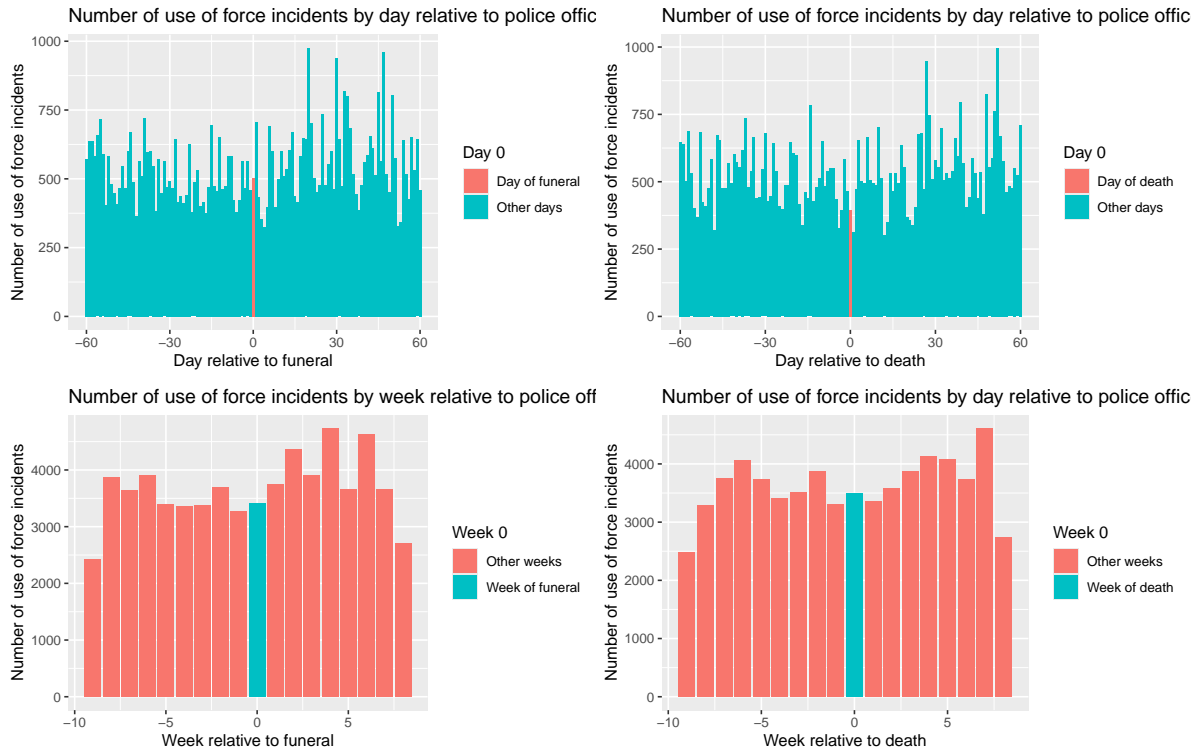 Number of use of force incidents by day relative to police offic
Number of use of force incidents
1000
750
500
250
0
−60
−30
0
30
60
Day relative to funeral
Day 0
Day of funeral
Other days
Number of use of force incidents by day relative to police offic
Number of use of force incidents
1000
750
500
250
0
−60
−30
0
30
60
Day relative to death
Day 0
Day of death
Other days
Number of use of force incidents by week relative to police off
Number of use of force incidents
4000
3000
2000
1000
0
−10
−5
0
5
Week relative to funeral
Week 0
Other weeks
Week of funeral
Number of use of force incidents by day relative to police offic
Number of use of force incidents
4000
3000
2000
1000
0
−10
−5
0
5
Week relative to death
Week 0
Other weeks
Week of death